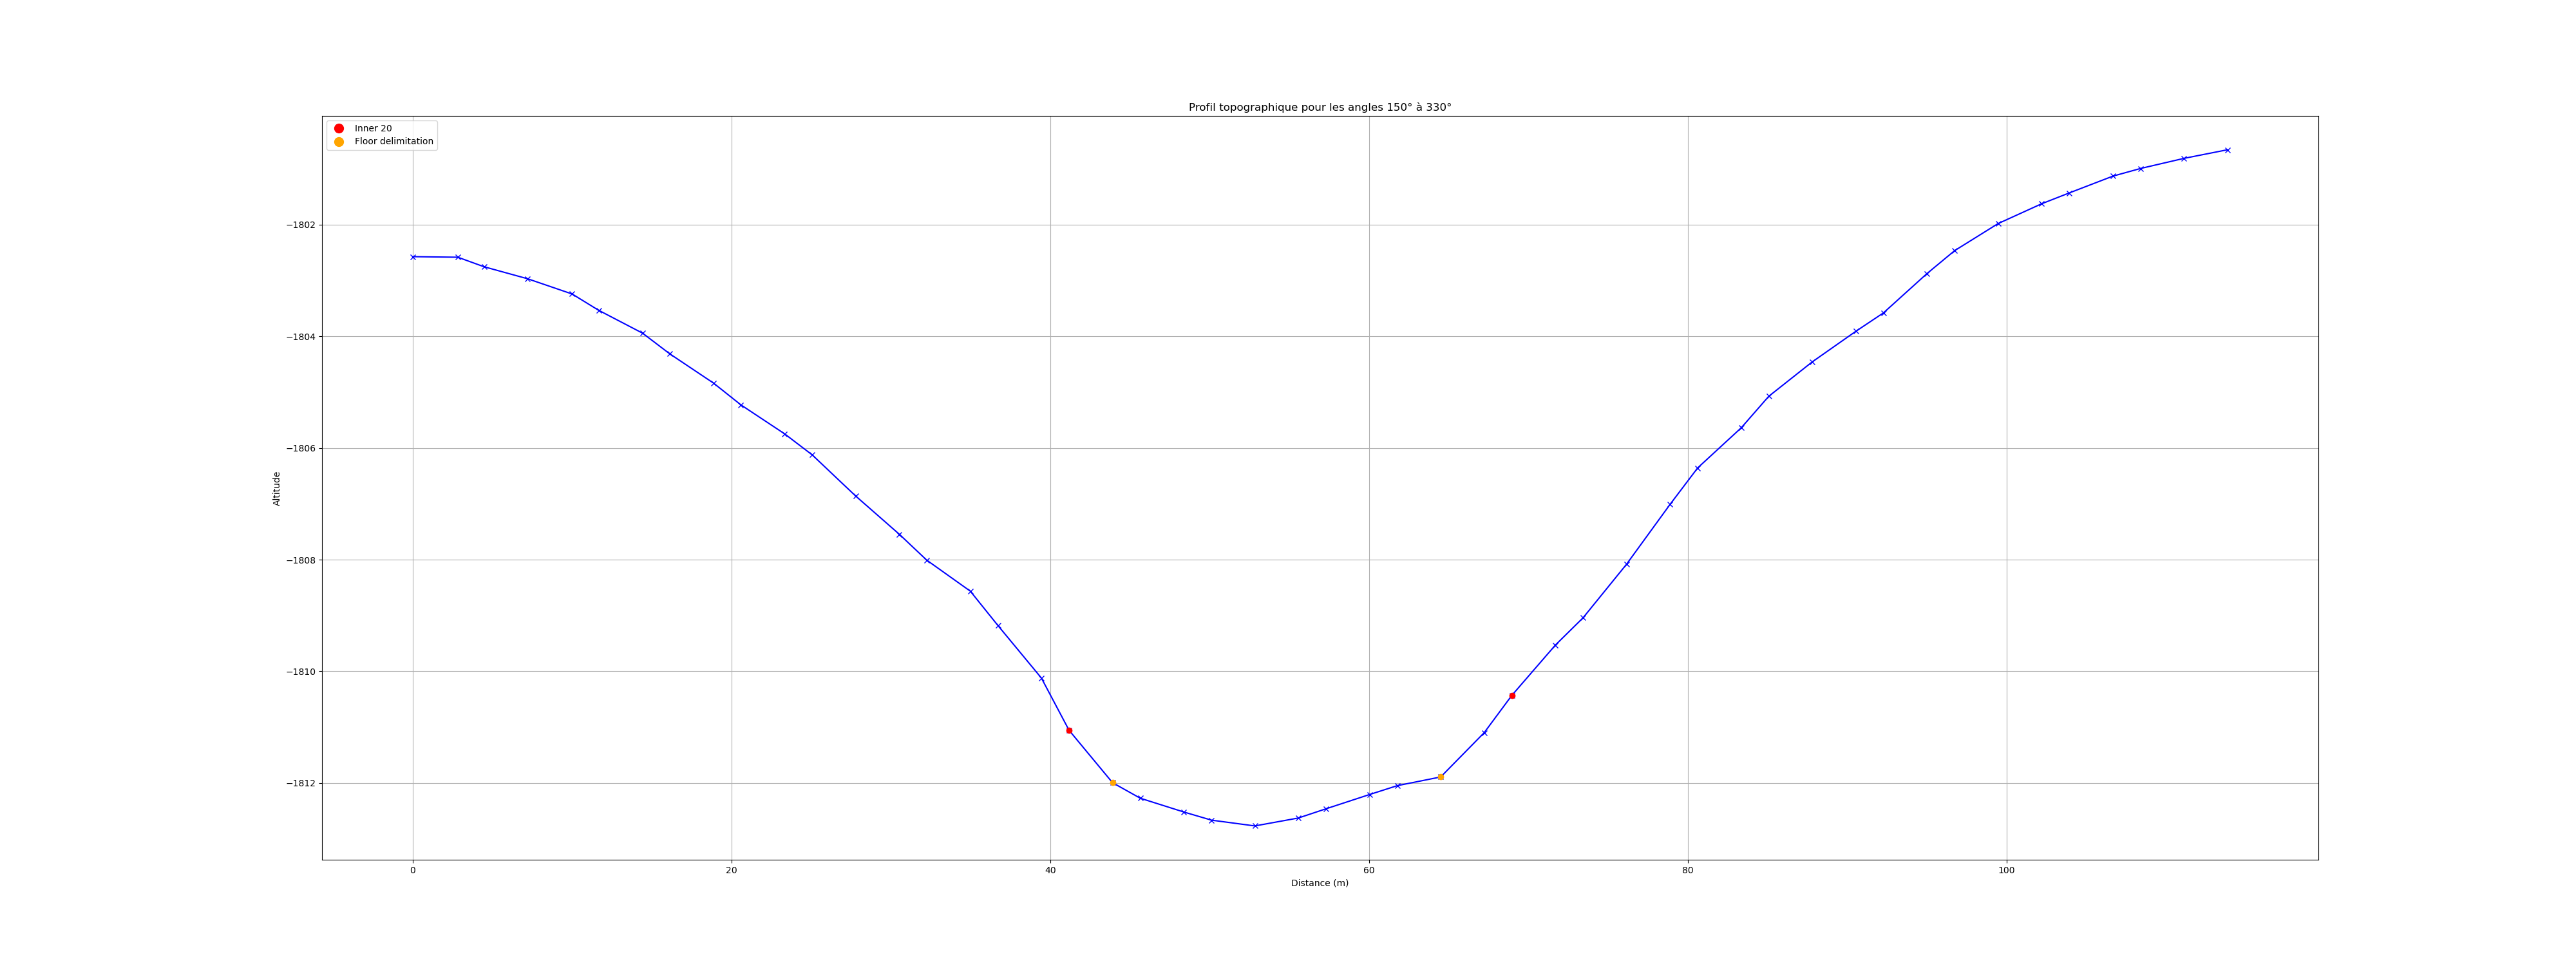 Profil topographique pour les angles 150° à 330°
Inner 20
Floor delimitation
Altitude
−1802
−1804
−1806
−1808
−1810
−1812
0 20 40 60 80 100
Distance (m)